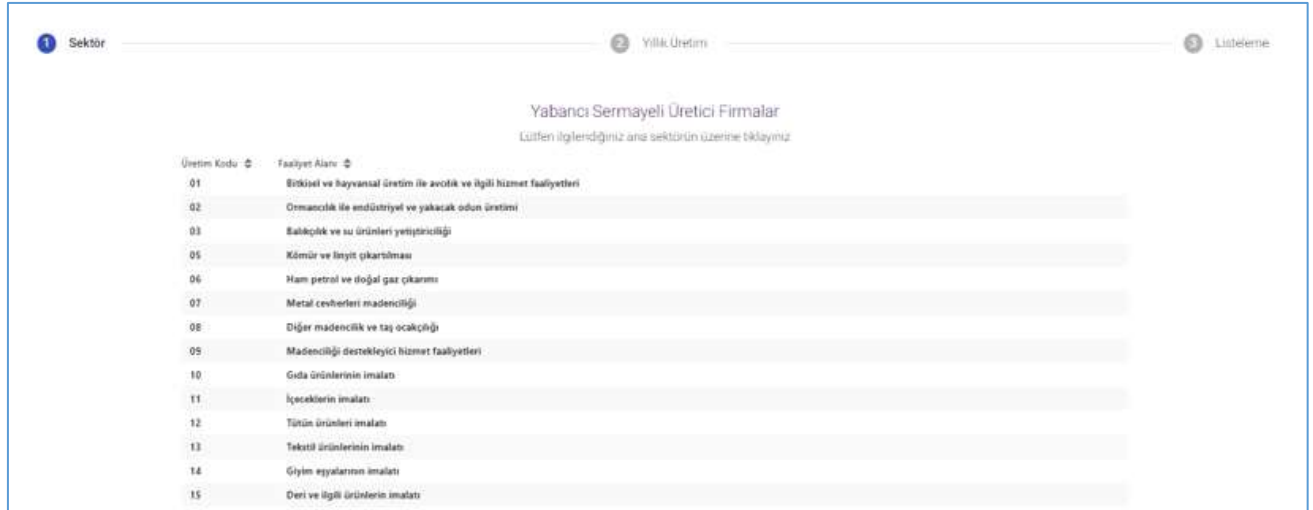 1 Sektör
2 Yıllık Üretim
3 Listeleme
Yabancı Sermayeli Üretici Firmalar
Lütfen ilgilendiğiniz ana sektörün üzerine tıklayınız
Üretim Kodu Faaliyet Alanı
01 Bitkisel ve hayvansal üretim ile avcılık ve ilgili hizmet faaliyetleri
02 Ormancılık ile endüstriyel ve yakacak odun üretimi
03 Balıkçılık ve su ürünleri yetiştiriciliği
05 Kömür ve linyit çıkartılması
06 Ham petrol ve doğal gaz çıkarımı
07 Metal cevherleri madenciliği
08 Diğer madencilik ve taş ocakçılığı
09 Madenciliği destekleyici hizmet faaliyetleri
10 Gıda ürünlerinin imalatı
11 İçeceklerin imalatı
12 Tütün ürünleri imalatı
13 Tekstil ürünlerinin imalatı
14 Giyim eşyalarının imalatı
15 Deri ve ilgili ürünlerin imalatı